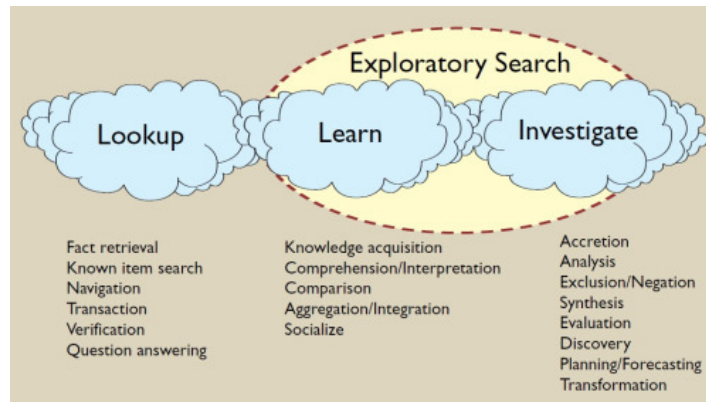 Exploratory Search
Lookup
Learn
Investigate
Fact retrieval
Known item search
Navigation
Transaction
Verification
Question answering
Knowledge acquisition
Comprehension/Interpretation
Comparison
Aggregation/Integration
Socialize
Accretion
Analysis
Exclusion/Negation
Synthesis
Evaluation
Discovery
Planning/Forecasting
Transformation